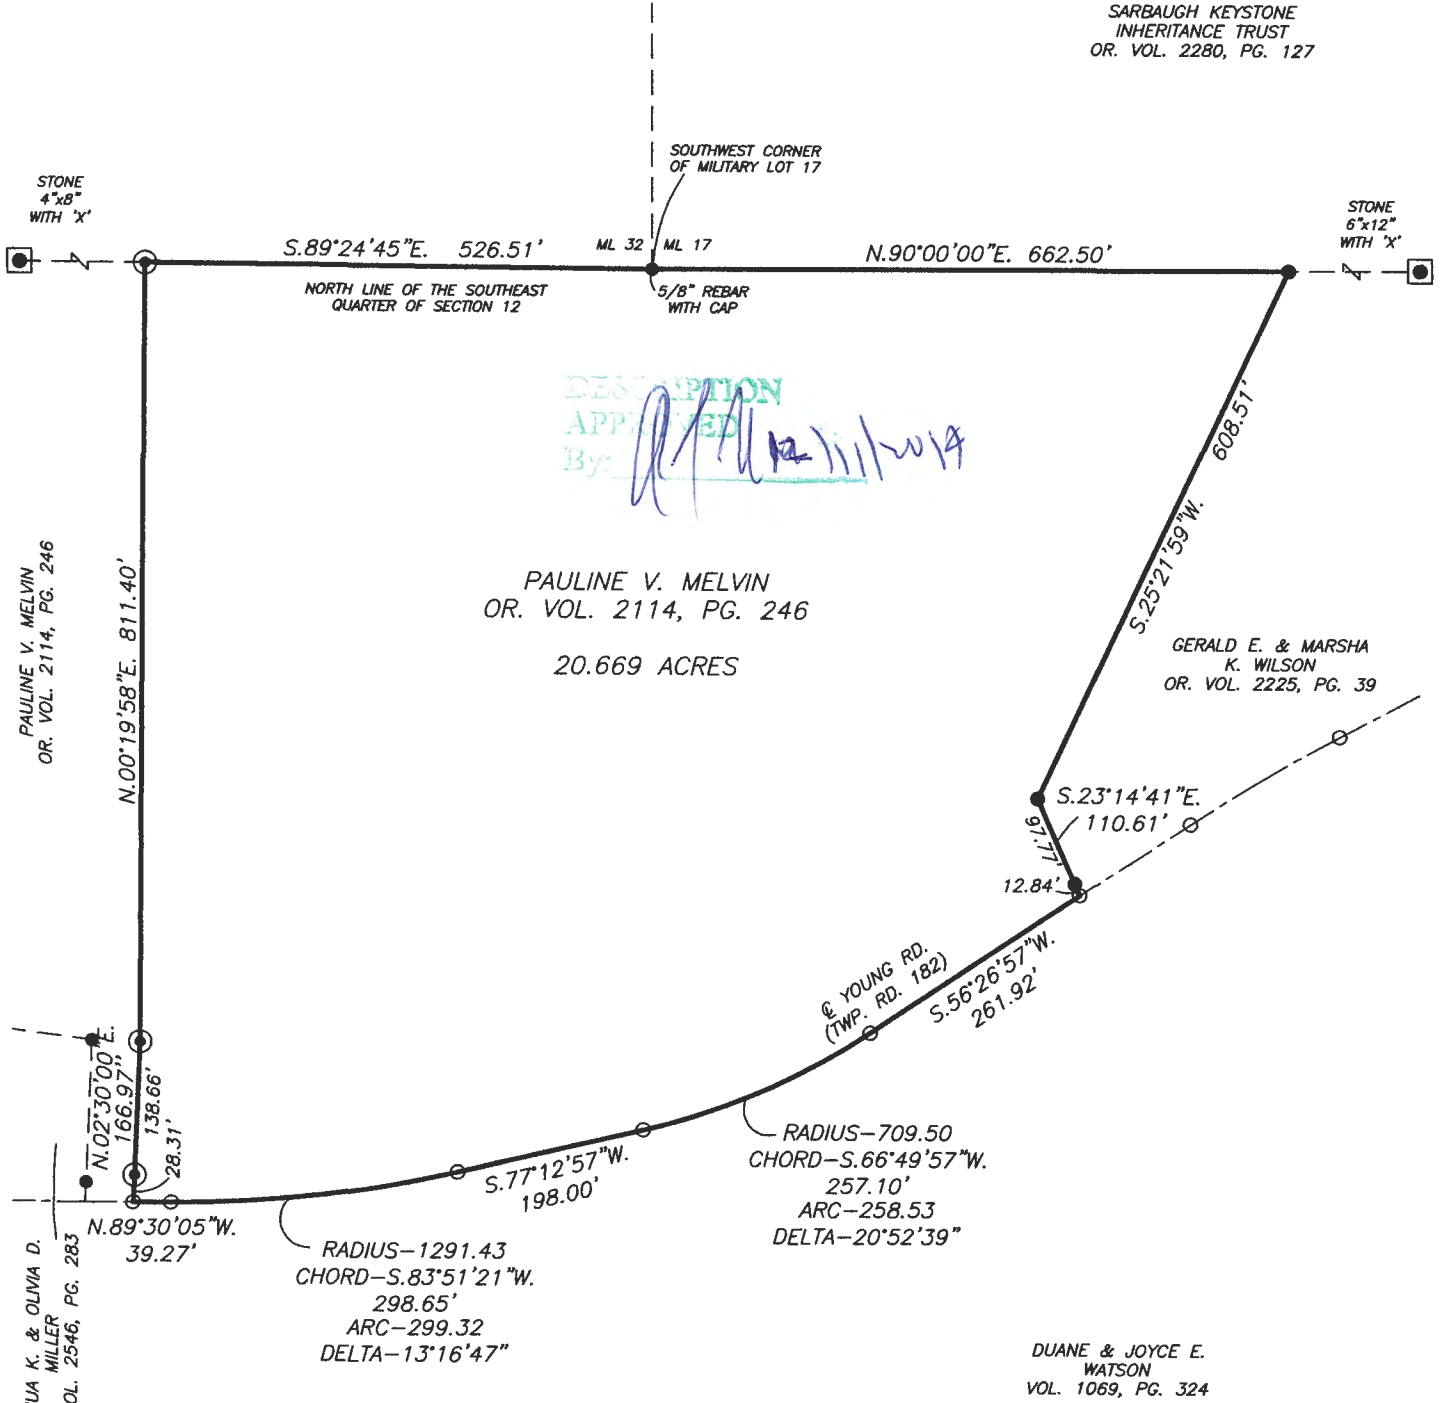 SARBAUGH KEYSTONE
INHERITANCE TRUST
OR. VOL. 2280, PG. 127
SOUTHWEST CORNER
OF MILITARY LOT 17
STONE
4"x8"
WITH 'X'
STONE
6"x12"
WITH 'X'
S.89°24'45"E. 526.51'
ML 32 ML 17
N.90°00'00"E. 662.50'
NORTH LINE OF THE SOUTHEAST
QUARTER OF SECTION 12
5/8" REBAR
WITH CAP
DESCRIPTION
APPROVED
By:
12/11/2014
608.51'
S.25°21'59"W.
PAULINE V. MELVIN
OR. VOL. 2114, PG. 246
20.669 ACRES
PAULINE V. MELVIN
OR. VOL. 2114, PG. 246
N.00°19'58"E. 811.40'
GERALD E. & MARSHA
K. WILSON
OR. VOL. 2225, PG. 39
S.23°14'41"E.
110.61'
97.77'
12.84'
℄ YOUNG RD.
(TWP. RD. 182)
S.56°26'57"W.
261.92'
N.02°30'00"E.
166.97"
138.66'
28.31'
S.77°12'57"W.
198.00'
RADIUS-709.50
CHORD-S.66°49'57"W.
257.10'
ARC-258.53
DELTA-20°52'39"
N.89°30'05"W.
39.27'
RADIUS-1291.43
CHORD-S.83°51'21"W.
298.65'
ARC-299.32
DELTA-13°16'47"
UA K. & OLIVIA D.
MILLER
OL. 2546, PG. 283
DUANE & JOYCE E.
WATSON
VOL. 1069, PG. 324